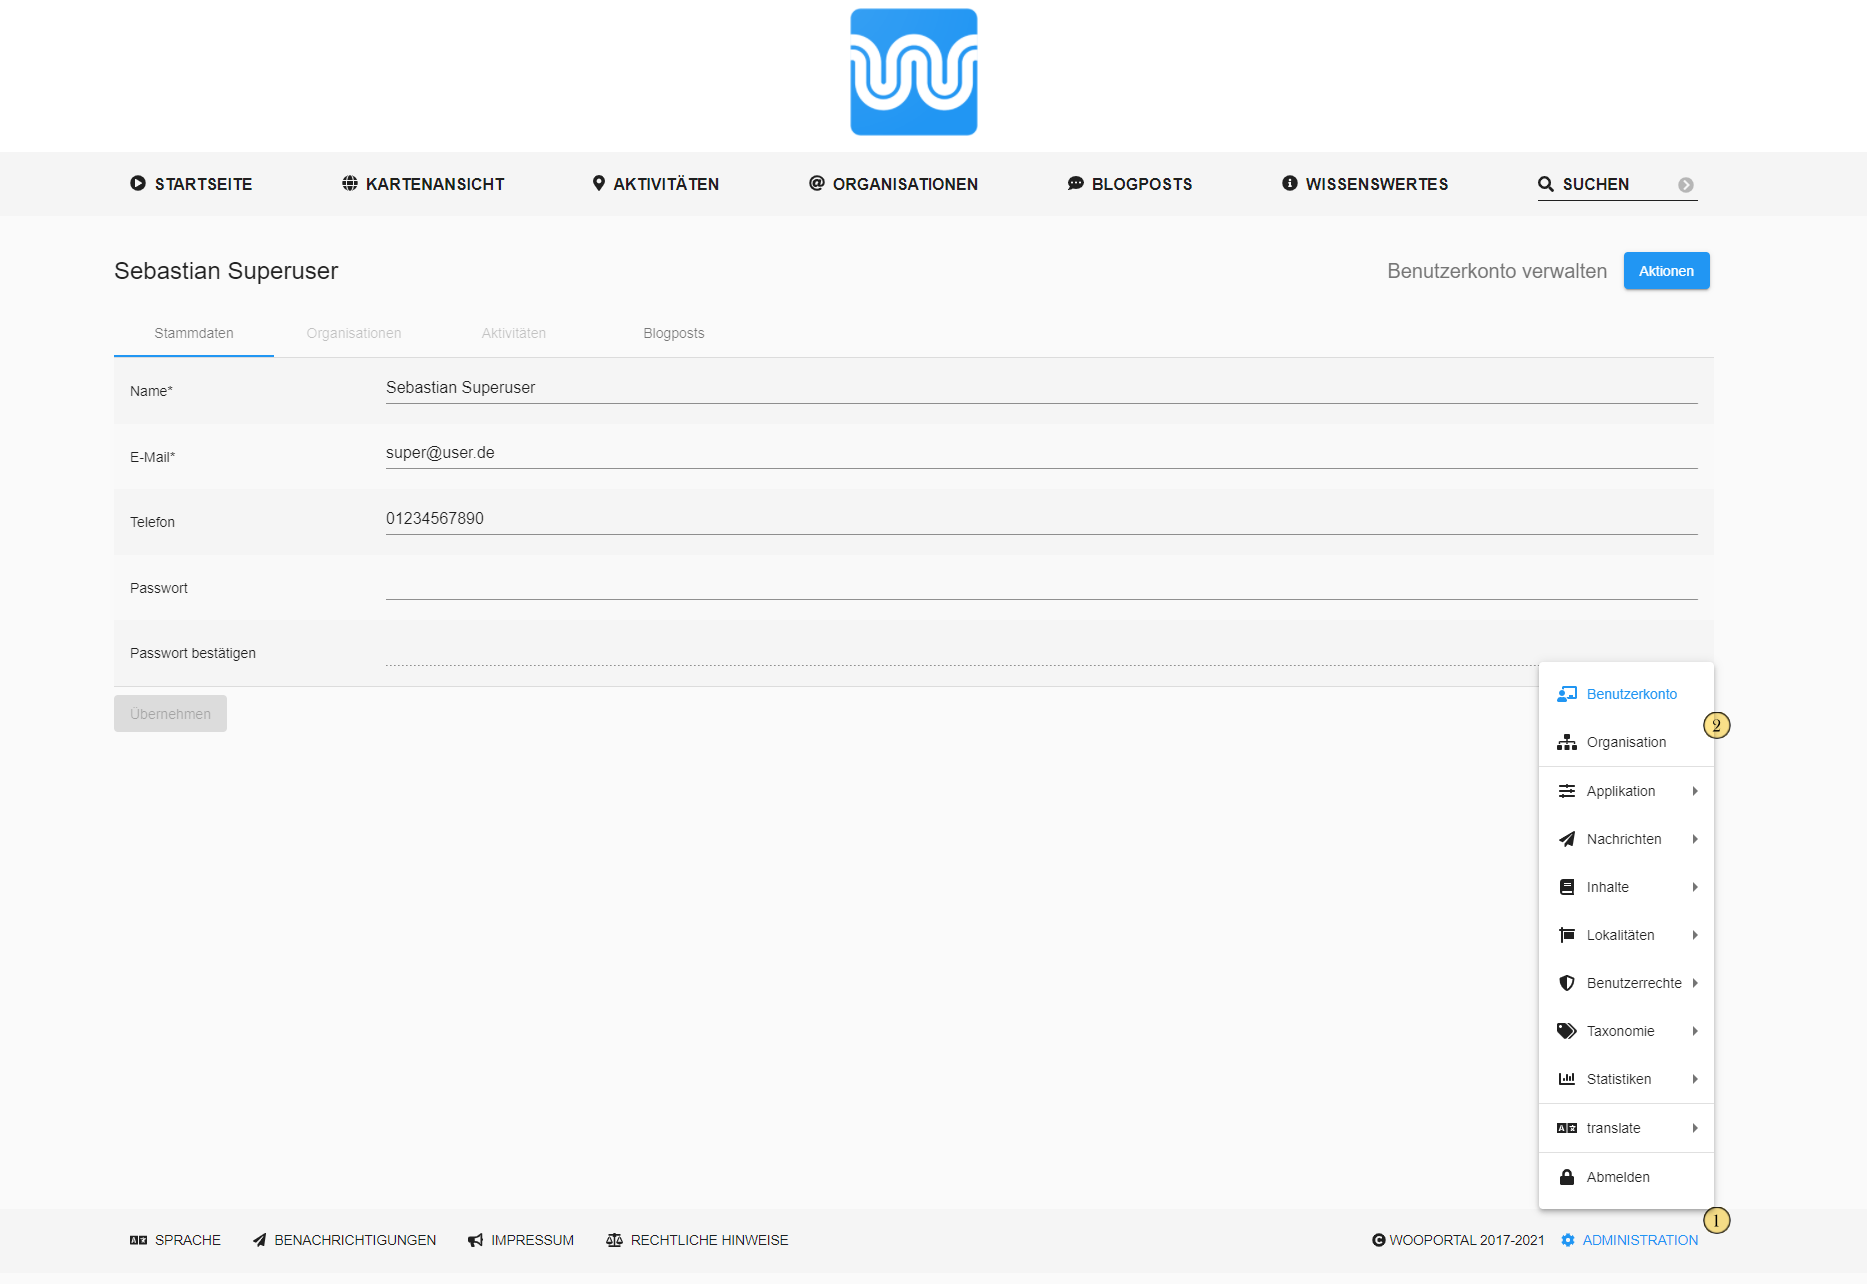 STARTSEITE KARTENANSICHT AKTIVITÄTEN ORGANISATIONEN BLOGPOSTS WISSENSWERTES SUCHEN
Sebastian Superuser Benutzerkonto verwalten Aktionen
Stammdaten Organisationen Aktivitäten Blogposts
Name* Sebastian Superuser
E-Mail* super@user.de
Telefon 01234567890
Passwort
Passwort bestätigen
Übernehmen
Benutzerkonto
2
Organisation
Applikation
Nachrichten
Inhalte
Lokalitäten
Benutzerrechte
Taxonomie
Statistiken
translate
Abmelden
1
SPRACHE BENACHRICHTIGUNGEN IMPRESSUM RECHTLICHE HINWEISE WOOPORTAL 2017-2021 ADMINISTRATION